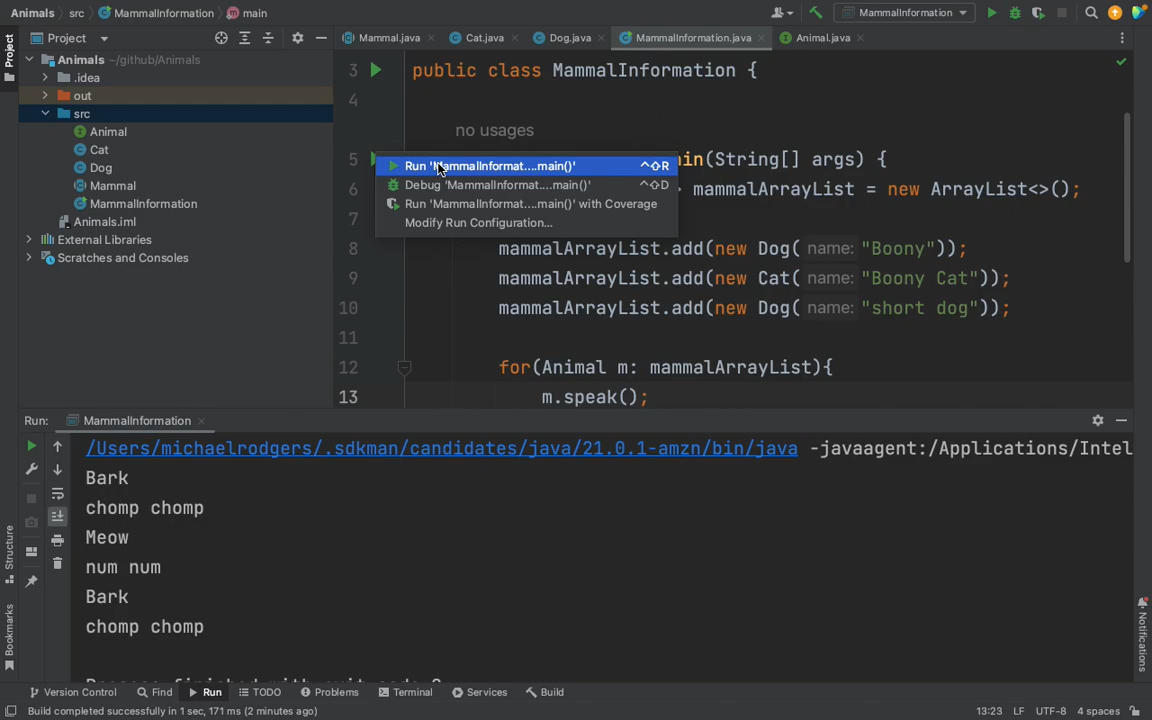 Animals src MammalInformation main MammalInformation
Project Mammal.java Cat.java Dog.java MammalInformation.java Animal.java
Project
Animals ~/github/Animals
.idea
out
src
Animal
Cat
Dog
Mammal
MammalInformation
Animals.iml
External Libraries
Scratches and Consoles
3 public class MammalInformation {
4
no usages
5 in(String[] args) {
6 mammalArrayList = new ArrayList<>();
7
8 mammalArrayList.add(new Dog( name: "Boony"));
9 mammalArrayList.add(new Cat( name: "Boony Cat"));
10 mammalArrayList.add(new Dog( name: "short dog"));
11
12 for(Animal m: mammalArrayList){
13 m.speak();
Run 'MammalInformat....main()' ^⇧R
Debug 'MammalInformat....main()' ^⇧D
Run 'MammalInformat....main()' with Coverage
Modify Run Configuration...
Run: MammalInformation
/Users/michaelrodgers/.sdkman/candidates/java/21.0.1-amzn/bin/java -javaagent:/Applications/Intel
Bark
chomp chomp
Meow
num num
Bark
chomp chomp
Structure
Bookmarks
Notifications
Version Control Find Run TODO Problems Terminal Services Build
Build completed successfully in 1 sec, 171 ms (2 minutes ago) 13:23 LF UTF-8 4 spaces